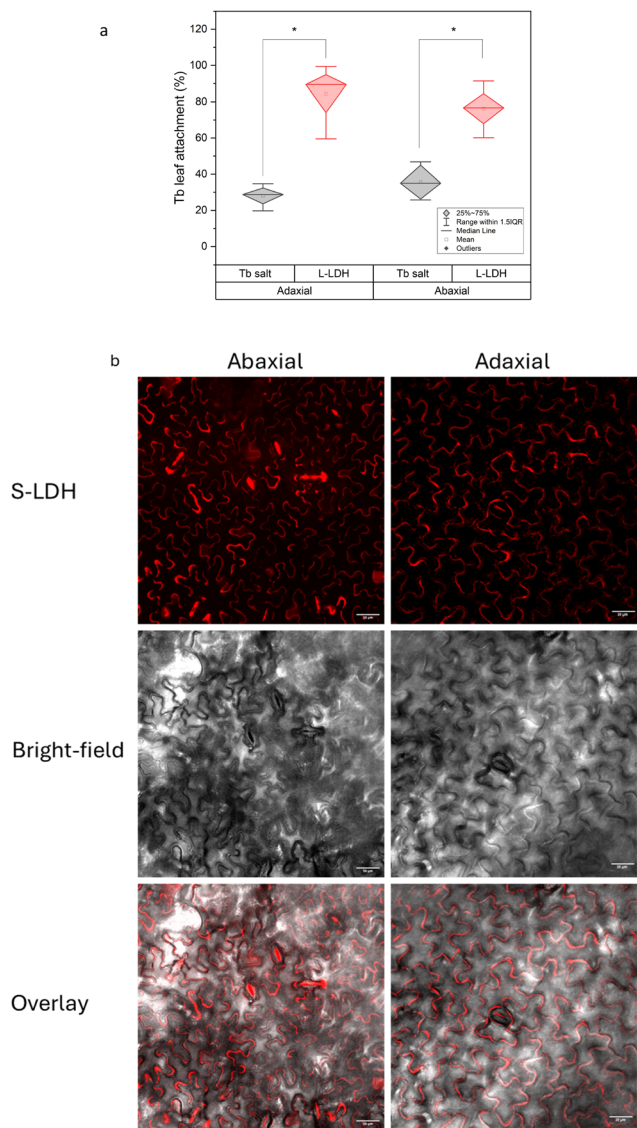 a
*
*
Tb leaf attachment (%)
120
100
80
60
40
20
0
25%~75%
Range within 1.5IQR
Median Line
Mean
Outliers
Tb salt L-LDH Tb salt L-LDH
Adaxial Abaxial
b
Abaxial Adaxial
S-LDH
Bright-field
Overlay